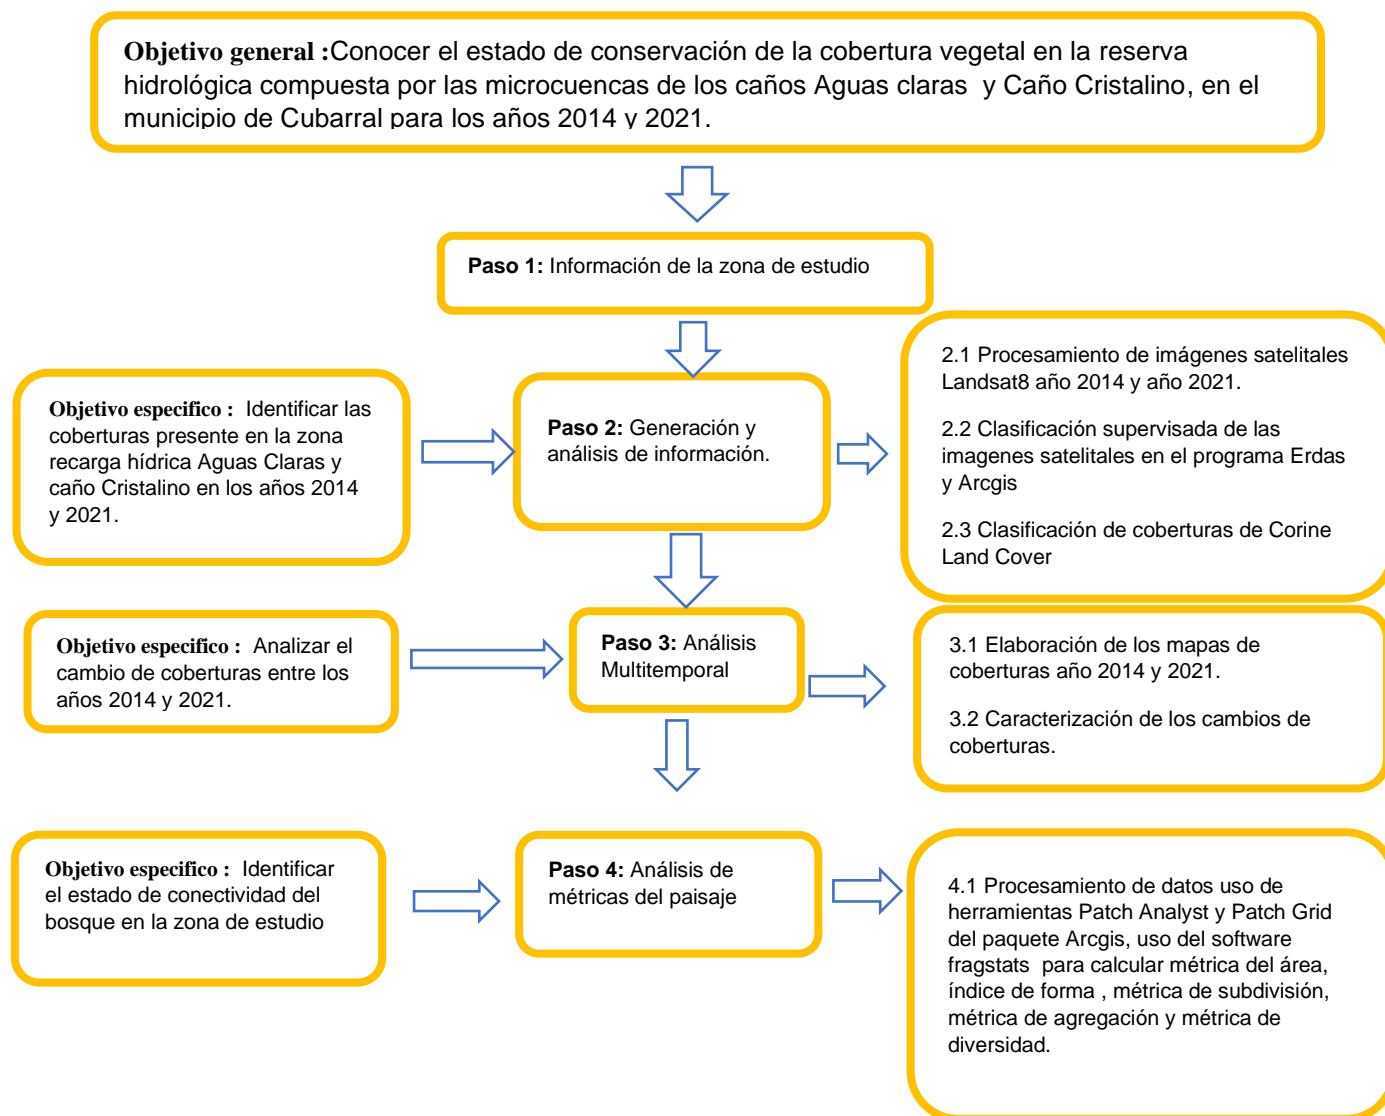 Objetivo general :Conocer el estado de conservación de la cobertura vegetal en la reserva
hidrológica compuesta por las microcuencas de los caños Aguas claras  y Caño Cristalino, en el
municipio de Cubarral para los años 2014 y 2021.
Paso 1: Información de la zona de estudio
Objetivo especifico :  Identificar las
coberturas presente en la zona
recarga hídrica Aguas Claras y
caño Cristalino en los años 2014
y 2021.
Paso 2: Generación y
análisis de información.
2.1 Procesamiento de imágenes satelitales
Landsat8 año 2014 y año 2021.
2.2 Clasificación supervisada de las
imagenes satelitales en el programa Erdas
y Arcgis
2.3 Clasificación de coberturas de Corine
Land Cover
Objetivo especifico :  Analizar el
cambio de coberturas entre los
años 2014 y 2021.
Paso 3: Análisis
Multitemporal
3.1 Elaboración de los mapas de
coberturas año 2014 y 2021.
3.2 Caracterización de los cambios de
coberturas.
Objetivo especifico :  Identificar
el estado de conectividad del
bosque en la zona de estudio
Paso 4: Análisis de
métricas del paisaje
4.1 Procesamiento de datos uso de
herramientas Patch Analyst y Patch Grid
del paquete Arcgis, uso del software
fragstats  para calcular métrica del área,
índice de forma , métrica de subdivisión,
métrica de agregación y métrica de
diversidad.